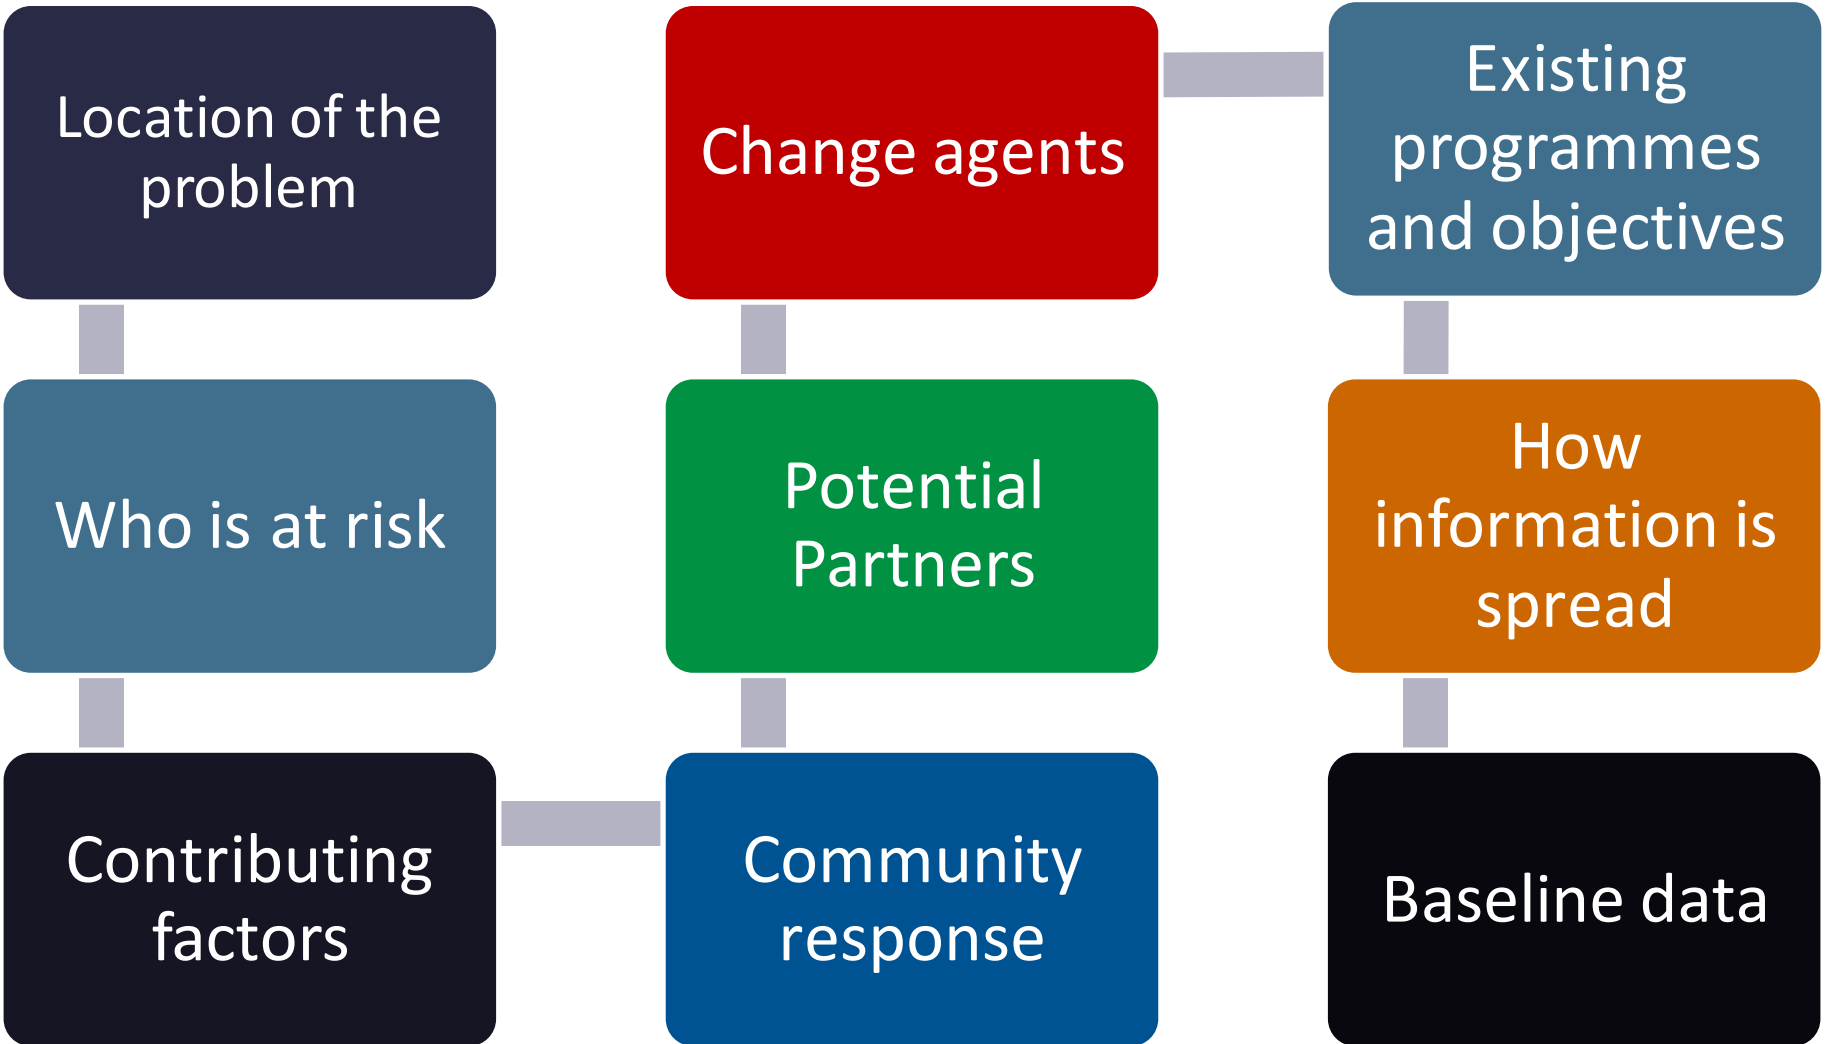 Location of the
problem
Who is at risk
Contributing
factors
Community
response
Potential
Partners
Change agents
Existing
programmes
and objectives
How
information is
spread
Baseline data